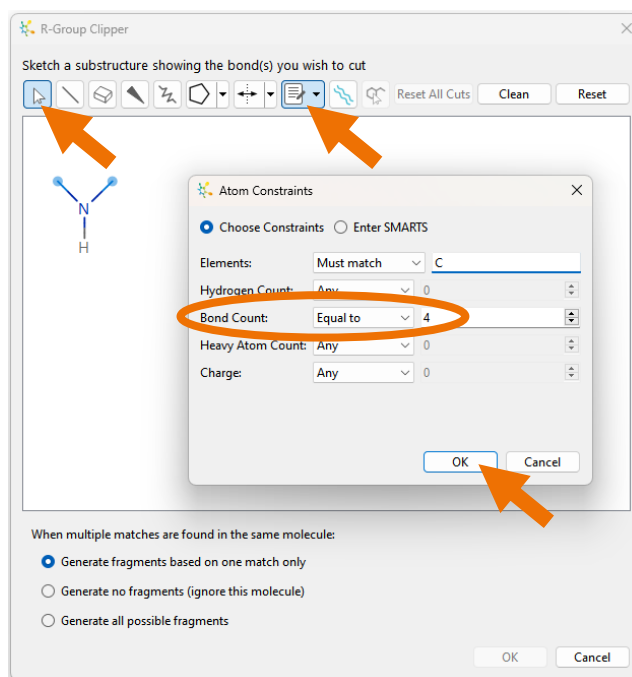 R-Group Clipper
Sketch a substructure showing the bond(s) you wish to cut
Reset All Cuts Clean Reset
N
H
Atom Constraints
Choose Constraints Enter SMARTS
Elements: Must match C
Hydrogen Count: Any 0
Bond Count: Equal to 4
Heavy Atom Count: Any 0
Charge: Any 0
OK Cancel
When multiple matches are found in the same molecule:
Generate fragments based on one match only
Generate no fragments (ignore this molecule)
Generate all possible fragments
OK Cancel